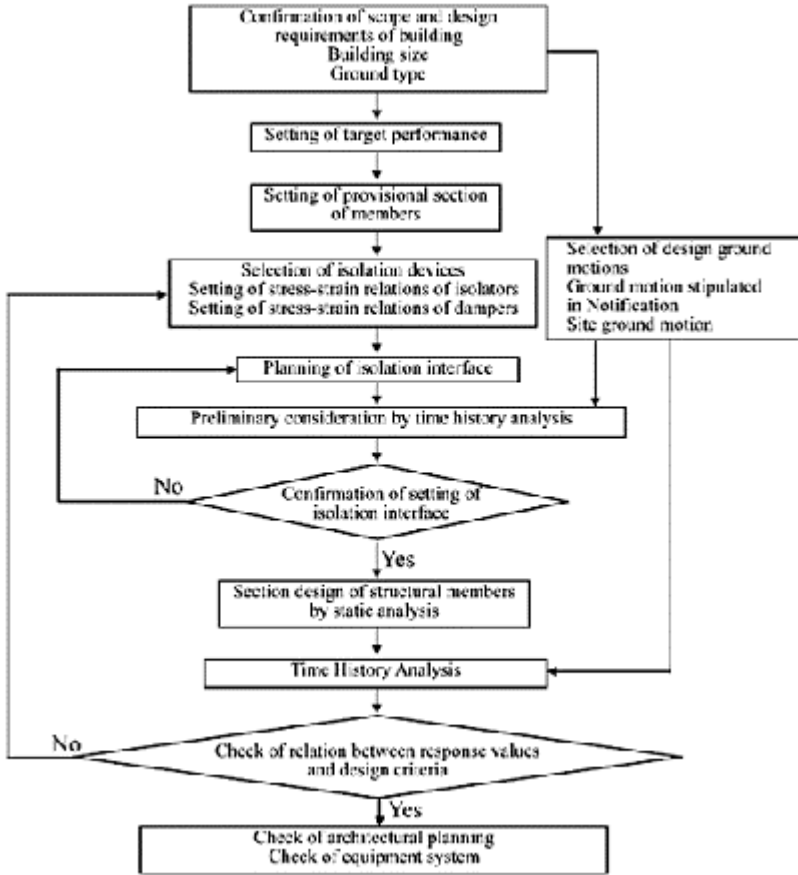 Confirmation of scope and design
requirements of building
Building size
Ground type
Setting of target performance
Setting of provisional section
of members
Selection of isolation devices
Setting of stress-strain relations of isolators
Setting of stress-strain relations of dampers
Selection of design ground
motions
Ground motion stipulated
in Notification
Site ground motion
Planning of isolation interface
Preliminary consideration by time history analysis
No
Confirmation of setting of
isolation interface
Yes
Section design of structural members
by static analysis
Time History Analysis
No
Check of relation between response values
and design criteria
Yes
Check of architectural planning
Check of equipment system